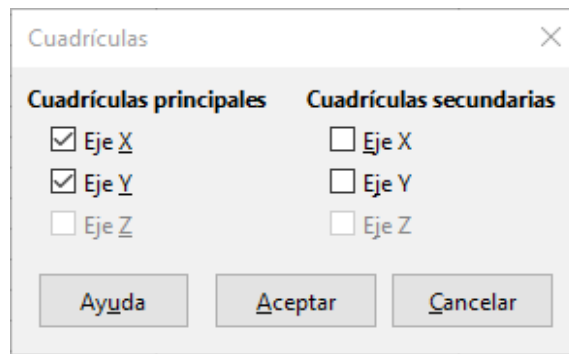 Cuadrículas
Cuadrículas principales
Eje X
Eje Y
Eje Z
Cuadrículas secundarias
Eje X
Eje Y
Eje Z
Ayuda
Aceptar
Cancelar